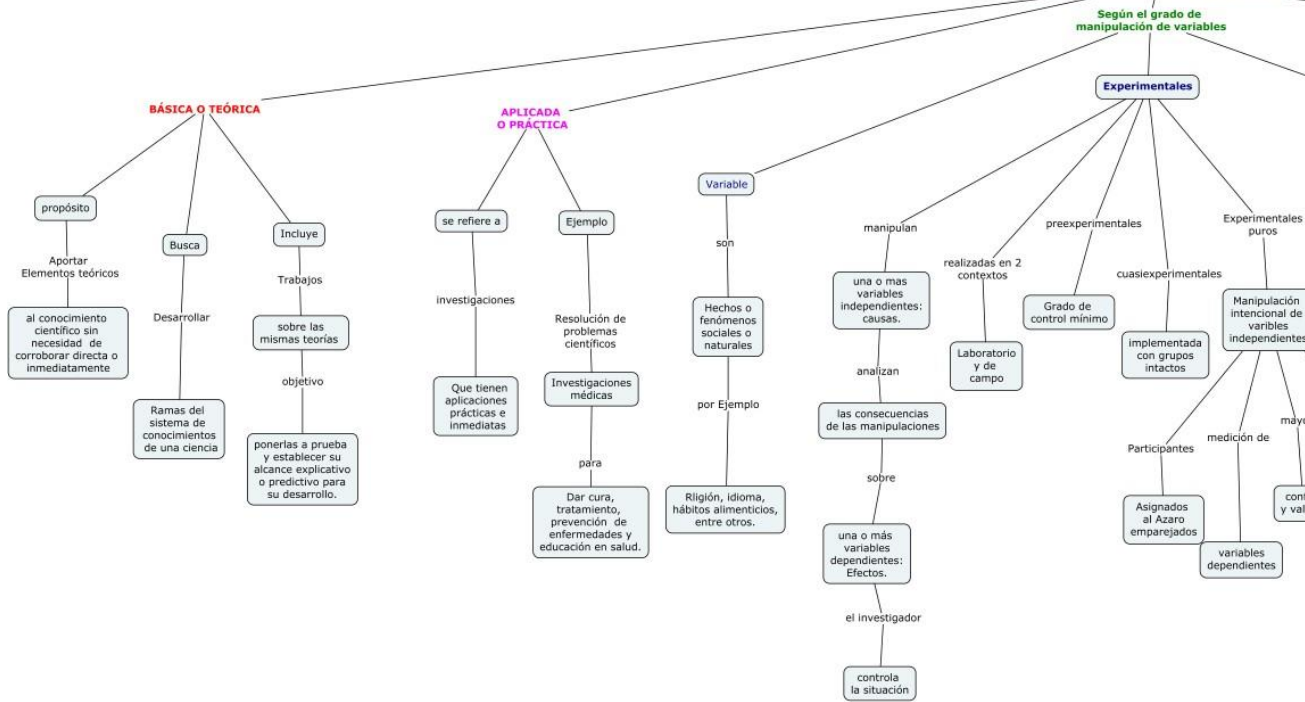 Según el grado de
manipulación de variables
BÁSICA O TEÓRICA
propósito
Aportar
Elementos teóricos
al conocimiento
científico sin
necesidad de
corroborar directa o
inmediatamente
Busca
Desarrollar
Ramas del
sistema de
conocimientos
de una ciencia
Incluye
Trabajos
sobre las
mismas teorías
objetivo
ponerlas a prueba
y establecer su
alcance explicativo
o predictivo para
su desarrollo.
APLICADA
O PRÁCTICA
se refiere a
investigaciones
Que tienen
aplicaciones
prácticas e
inmediatas
Ejemplo
Resolución de
problemas
científicos
Investigaciones
médicas
para
Dar cura,
tratamiento,
prevención de
enfermedades y
educación en salud.
Variable
son
Hechos o
fenómenos
sociales o
naturales
por Ejemplo
Rligión, idioma,
hábitos alimenticios,
entre otros.
Experimentales
manipulan
una o mas
variables
independientes:
causas.
analizan
las consecuencias
de las manipulaciones
sobre
una o más
variables
dependientes:
Efectos.
el investigador
controla
la situación
realizadas en 2
contextos
Laboratorio
y de
campo
preexperimentales
Grado de
control mínimo
cuasiexperimentales
implementada
con grupos
intactos
Experimentales
puros
Manipulación
intencional de
varibles
independientes
Participantes
Asignados
al Azaro
emparejados
medición de
variables
dependientes
y